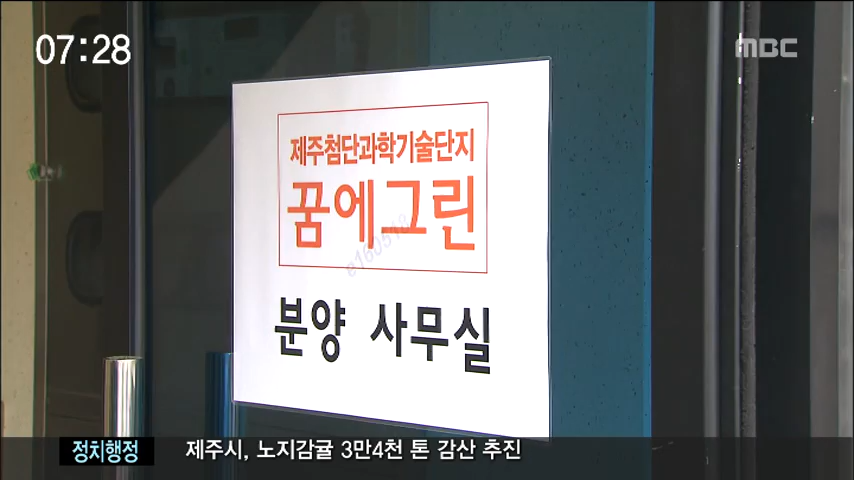 07:28
MBC
제주첨단과학기술단지
꿈에그린
분양 사무실
정치행정 제주시, 노지감귤 3만4천 톤 감산 추진